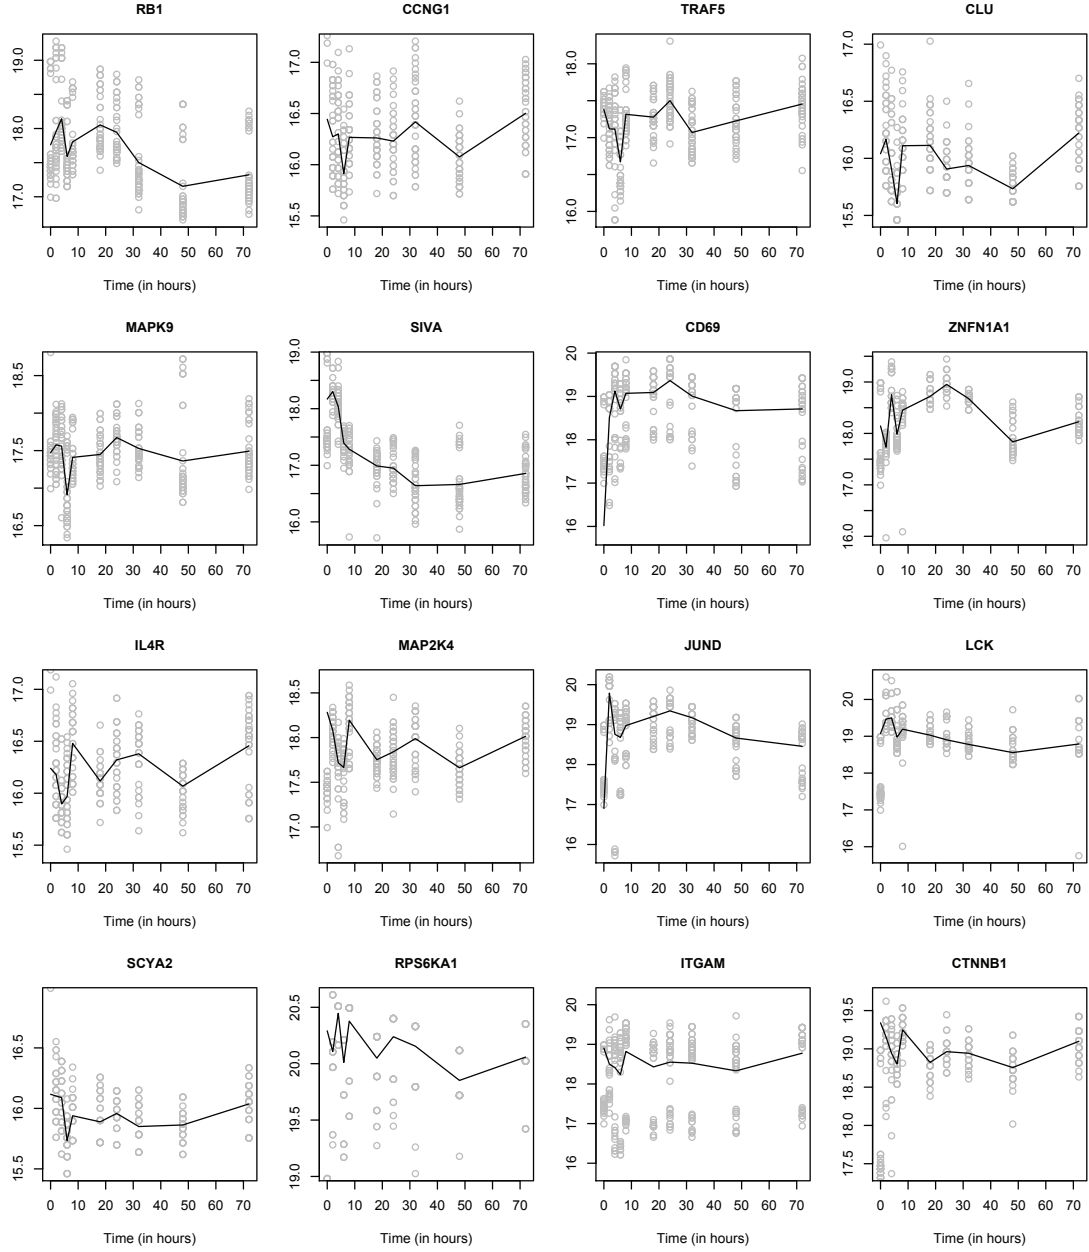 RB1
17.0 18.0 19.0
0 10 20 30 40 50 60 70
Time (in hours)
CCNG1
15.5 16.0 16.5 17.0
0 10 20 30 40 50 60 70
Time (in hours)
TRAF5
16.0 17.0 18.0
0 10 20 30 40 50 60 70
Time (in hours)
CLU
15.5 16.0 16.5 17.0
0 10 20 30 40 50 60 70
Time (in hours)
MAPK9
16.5 17.5 18.5
0 10 20 30 40 50 60 70
Time (in hours)
SIVA
16.0 17.0 18.0 19.0
0 10 20 30 40 50 60 70
Time (in hours)
CD69
16 17 18 19 20
0 10 20 30 40 50 60 70
Time (in hours)
ZNFN1A1
16.0 17.0 18.0 19.0
0 10 20 30 40 50 60 70
Time (in hours)
IL4R
15.5 16.0 16.5 17.0
0 10 20 30 40 50 60 70
Time (in hours)
MAP2K4
17.0 17.5 18.0 18.5
0 10 20 30 40 50 60 70
Time (in hours)
JUND
16 17 18 19 20
0 10 20 30 40 50 60 70
Time (in hours)
LCK
16 17 18 19 20
0 10 20 30 40 50 60 70
Time (in hours)
SCYA2
15.5 16.0 16.5
0 10 20 30 40 50 60 70
Time (in hours)
RPS6KA1
19.0 19.5 20.0 20.5
0 10 20 30 40 50 60 70
Time (in hours)
ITGAM
16 17 18 19 20
0 10 20 30 40 50 60 70
Time (in hours)
CTNNB1
17.5 18.0 18.5 19.0 19.5
0 10 20 30 40 50 60 70
Time (in hours)